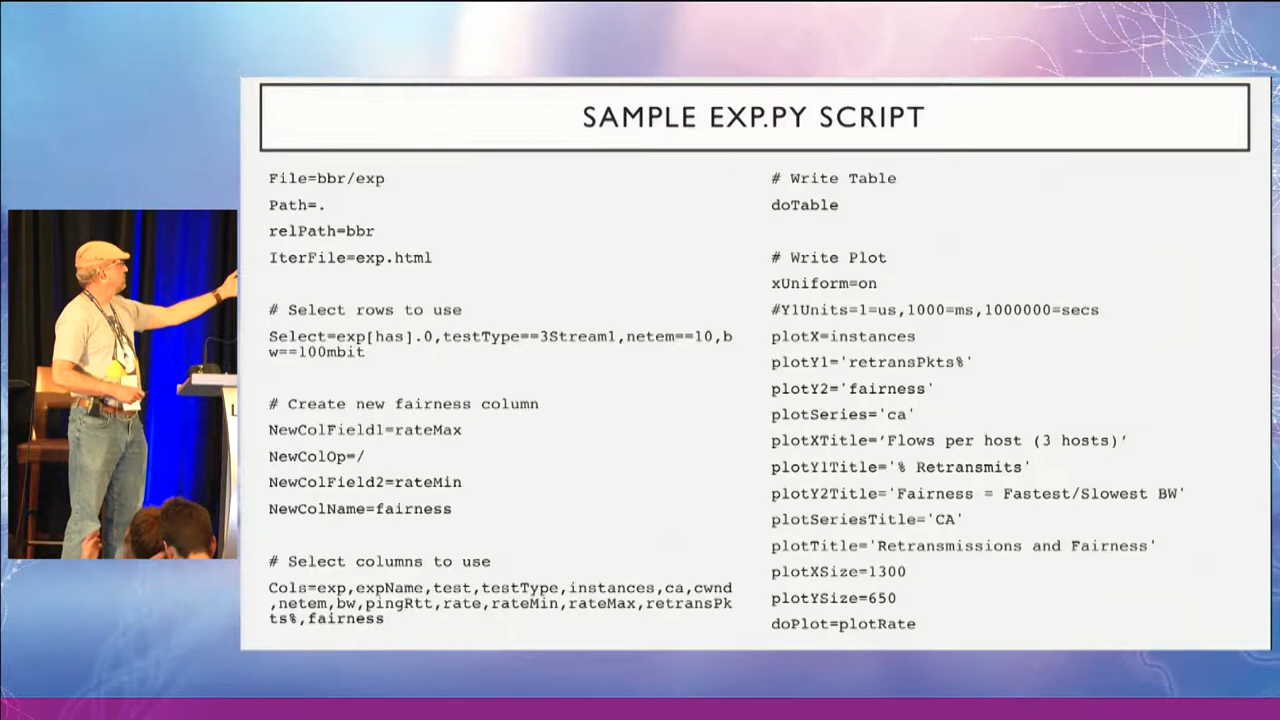 SAMPLE EXP.PY SCRIPT
File=bbr/exp
Path=.
relPath=bbr
IterFile=exp.html
# Select rows to use
Select=exp[has].0,testType==3Stream1,netem==10,b
w==100mbit
# Create new fairness column
NewColField1=rateMax
NewColOp=/
NewColField2=rateMin
NewColName=fairness
# Select columns to use
Cols=exp,expName,test,testType,instances,ca,cwnd
,netem,bw,pingRtt,rate,rateMin,rateMax,retransPk
ts%,fairness
# Write Table
doTable
# Write Plot
xUniform=on
#Y1Units=1=us,1000=ms,1000000=secs
plotX=instances
plotY1='retransPkts%'
plotY2='fairness'
plotSeries='ca'
plotXTitle=’Flows per host (3 hosts)’
plotY1Title='% Retransmits'
plotY2Title='Fairness = Fastest/Slowest BW'
plotSeriesTitle='CA'
plotTitle='Retransmissions and Fairness'
plotXSize=1300
plotYSize=650
doPlot=plotRate